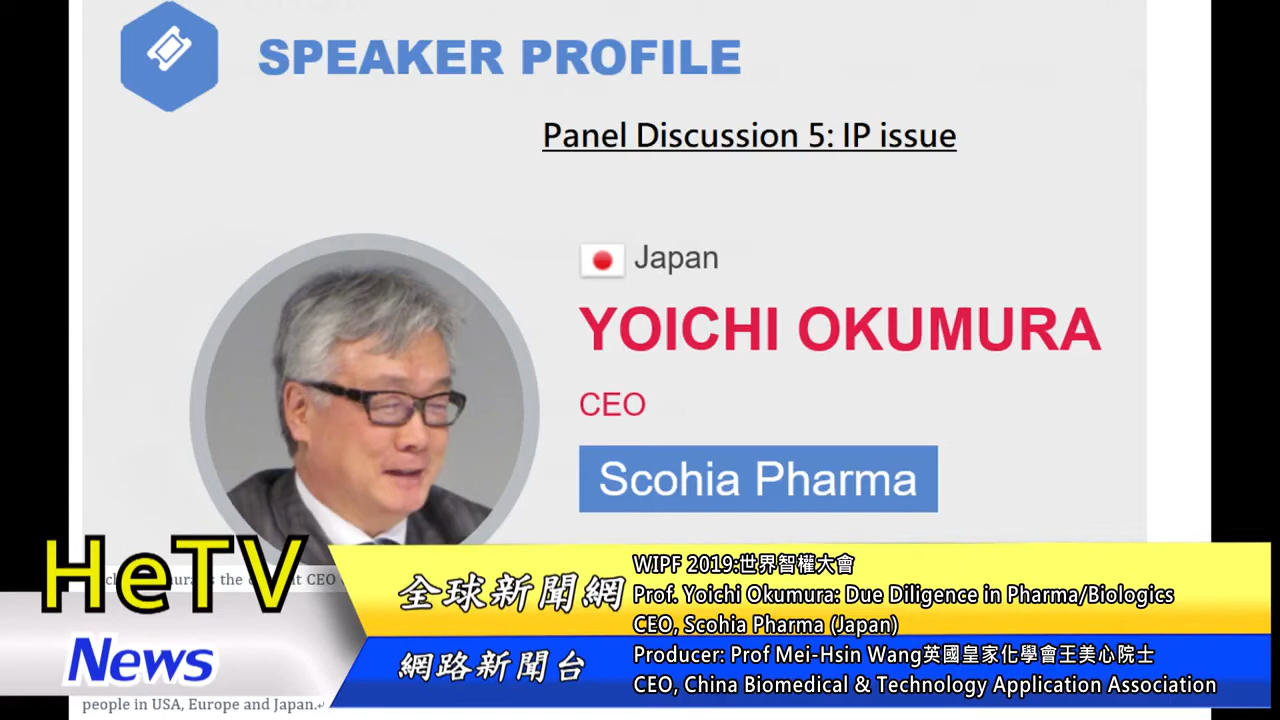 SPEAKER PROFILE
Panel Discussion 5: IP issue
Japan
YOICHI OKUMURA
CEO
Scohia Pharma
HeTV
News
全球新聞網
網路新聞台
WIPF 2019:世界智權大會
Prof. Yoichi Okumura: Due Diligence in Pharma/Biologics
CEO, Scohia Pharma (Japan)
Producer: Prof Mei-Hsin Wang英國皇家化學會王美心院士
CEO, China Biomedical & Technology Application Association
people in USA, Europe and Japan.